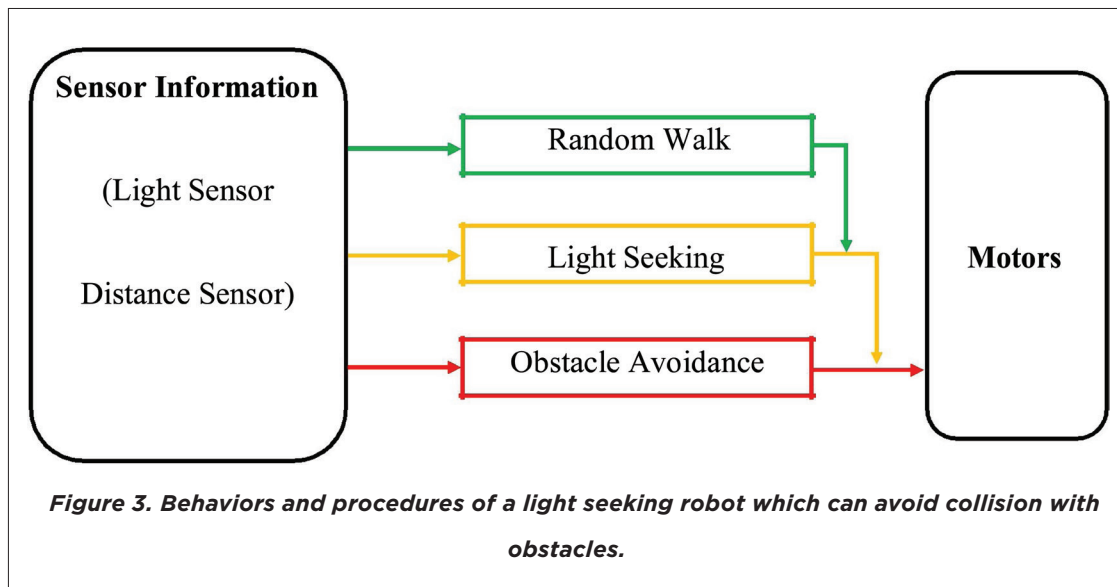 Sensor Information
(Light Sensor
Distance Sensor)
Random Walk
Light Seeking
Obstacle Avoidance
Motors
Figure 3. Behaviors and procedures of a light seeking robot which can avoid collision with
obstacles.